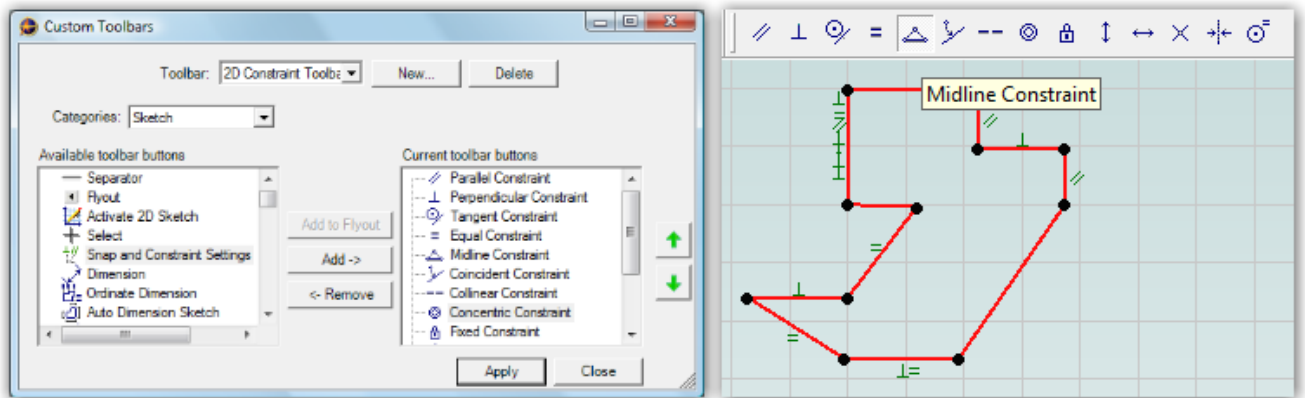 Custom Toolbars
Toolbar: 2D Constraint Toolba New... Delete
Categories: Sketch
Available toolbar buttons
Separator
Flyout
Activate 2D Sketch
Select
Snap and Constraint Settings
Dimension
Ordinate Dimension
Auto Dimension Sketch
Add to Flyout
Add ->
<- Remove
Current toolbar buttons
Parallel Constraint
Perpendicular Constraint
Tangent Constraint
Equal Constraint
Midline Constraint
Coincident Constraint
Collinear Constraint
Concentric Constraint
Fixed Constraint
Apply Close
Midline Constraint